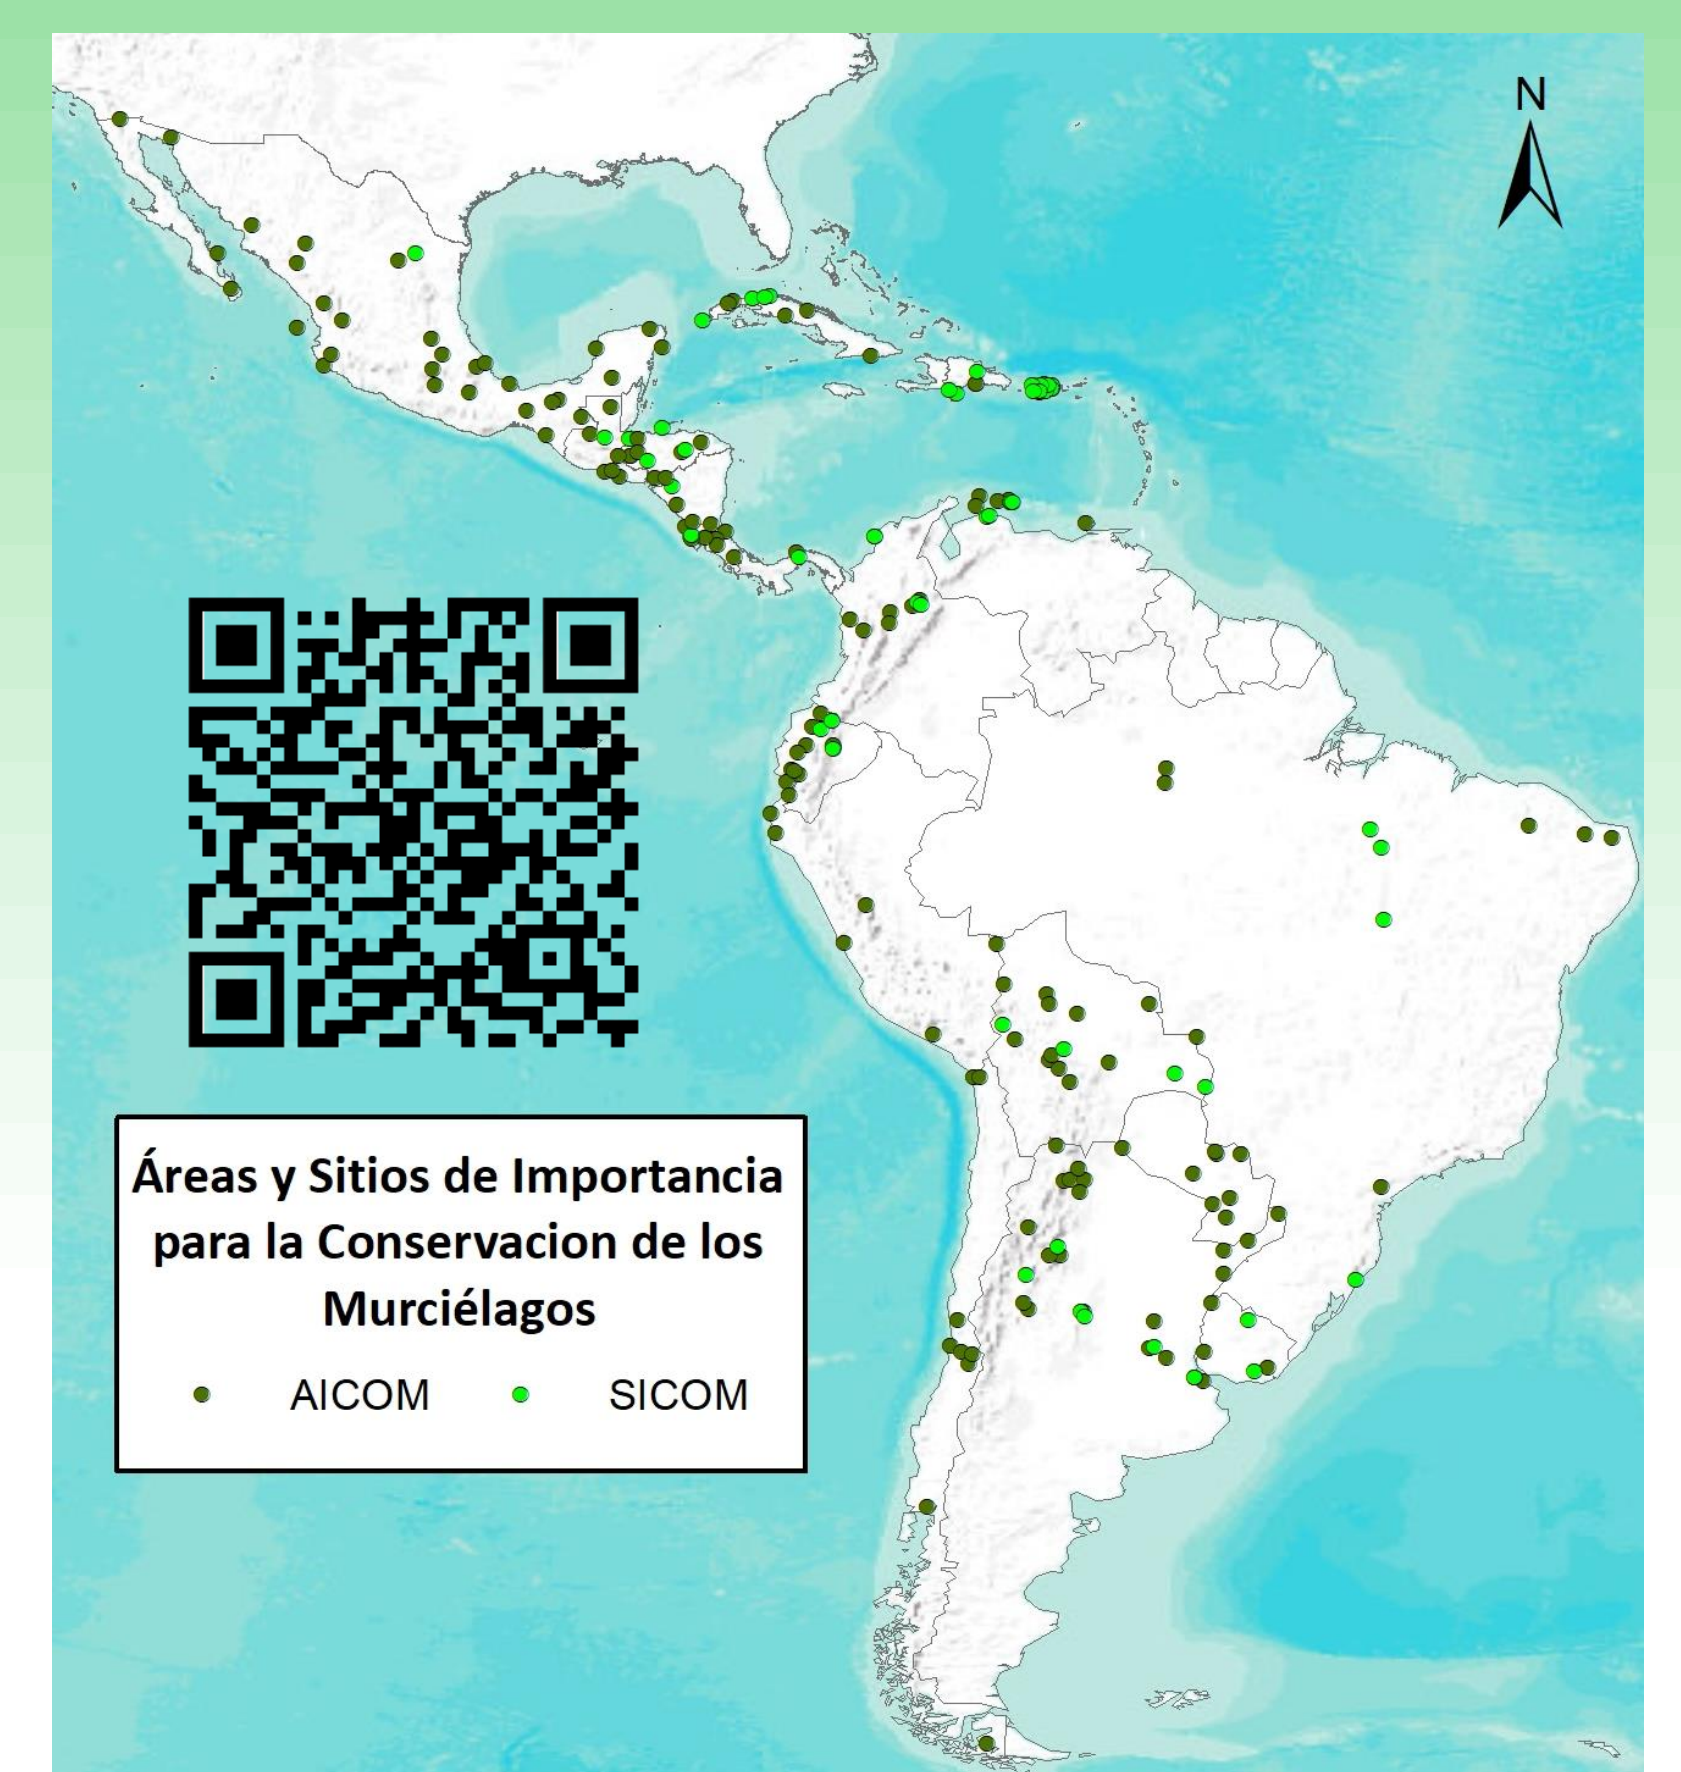 N
Áreas y Sitios de Importancia
para la Conservacion de los
Murciélagos
AICOM SICOM